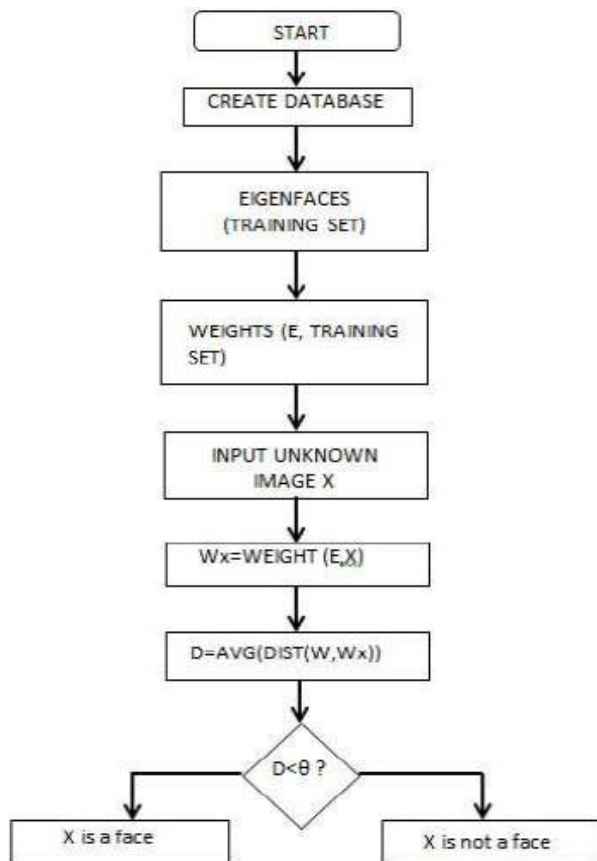 START
CREATE DATABASE
EIGENFACES
(TRAINING SET)
WEIGHTS (E, TRAINING
SET)
INPUT UNKNOWN
IMAGE X
Wx=WEIGHT (E,X)
D=AVG(DIST(W,Wx))
D<θ ?
X is a face
X is not a face